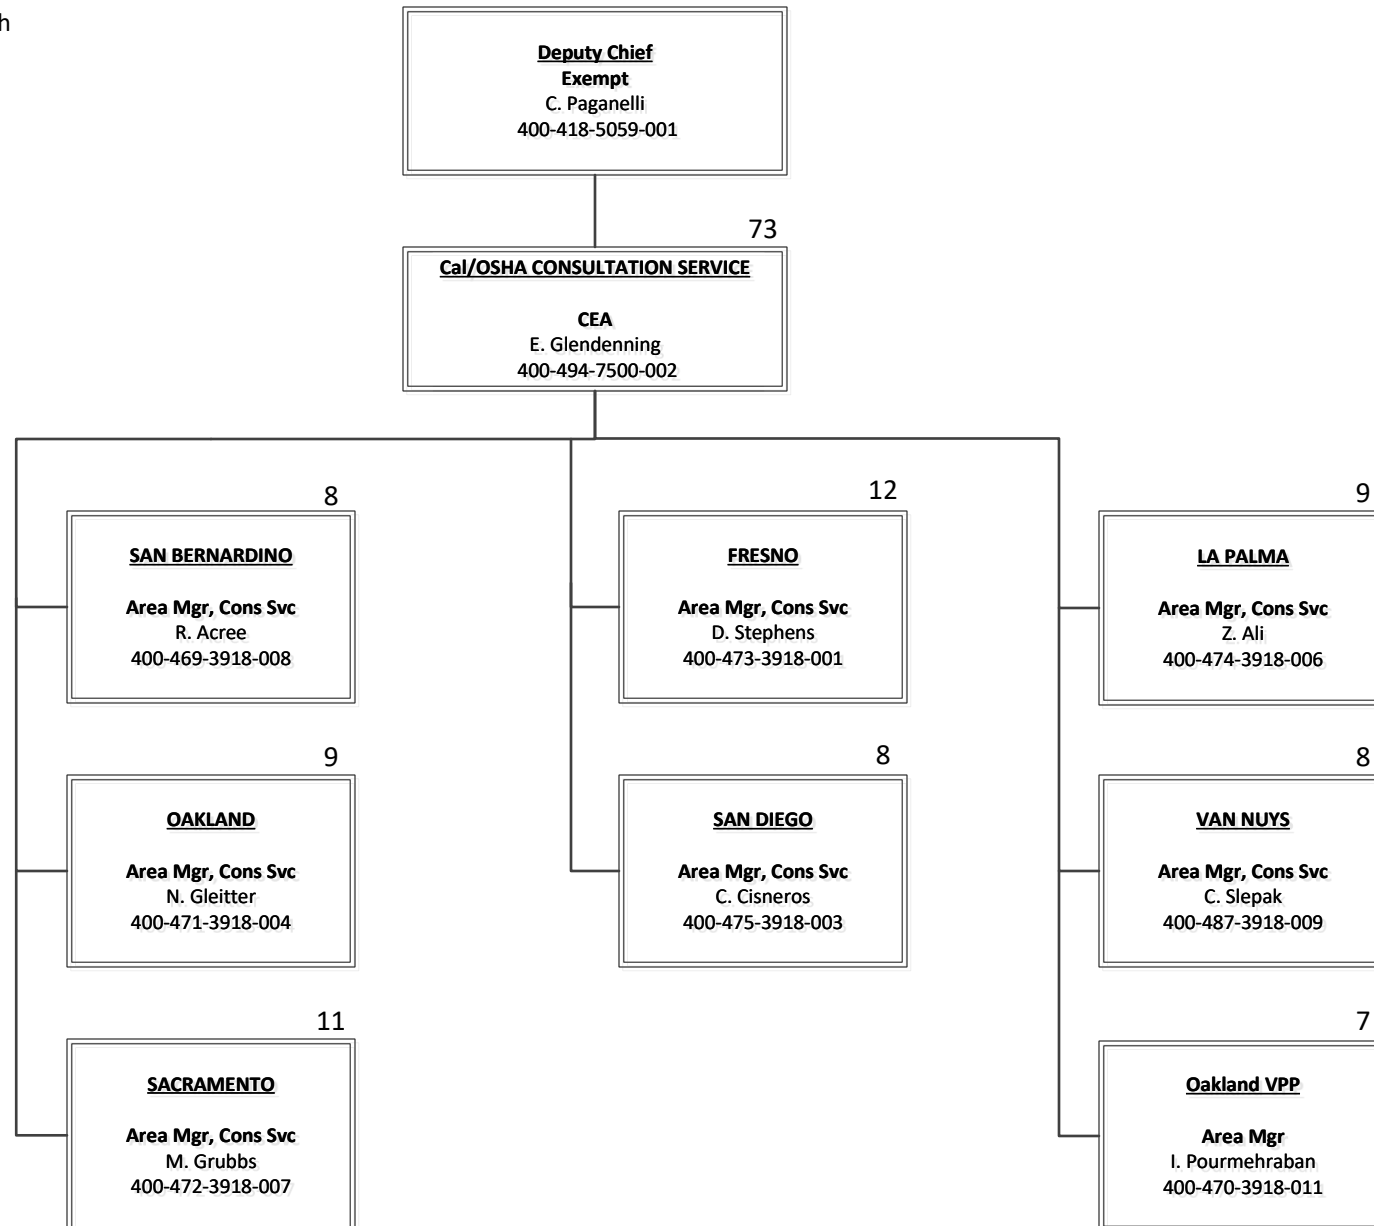 h
Deputy Chief
Exempt
C. Paganelli
400-418-5059-001
73
Cal/OSHA CONSULTATION SERVICE
CEA
E. Glendenning
400-494-7500-002
8
SAN BERNARDINO
Area Mgr, Cons Svc
R. Acree
400-469-3918-008
12
FRESNO
Area Mgr, Cons Svc
D. Stephens
400-473-3918-001
9
LA PALMA
Area Mgr, Cons Svc
Z. Ali
400-474-3918-006
9
OAKLAND
Area Mgr, Cons Svc
N. Gleitter
400-471-3918-004
8
SAN DIEGO
Area Mgr, Cons Svc
C. Cisneros
400-475-3918-003
8
VAN NUYS
Area Mgr, Cons Svc
C. Slepak
400-487-3918-009
11
SACRAMENTO
Area Mgr, Cons Svc
M. Grubbs
400-472-3918-007
7
Oakland VPP
Area Mgr
I. Pourmehraban
400-470-3918-011